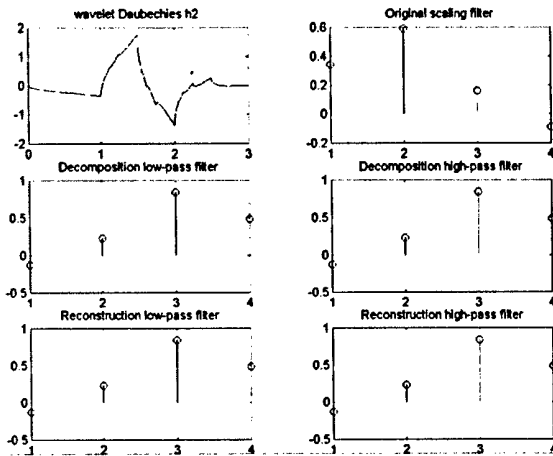 wavelet Daubechies h2
2
1
0
-1
-2
0 1 2 3
Original scaling filter
0.6
0.4
0.2
0
-0.2
1 2 3 4
Decomposition low-pass filter
1
0.5
0
-0.5
1 2 3 4
Decomposition high-pass filter
1
0.5
0
-0.5
1 2 3 4
Reconstruction low-pass filter
1
0.5
0
-0.5
1 2 3 4
Reconstruction high-pass filter
1
0.5
0
-0.5
1 2 3 4